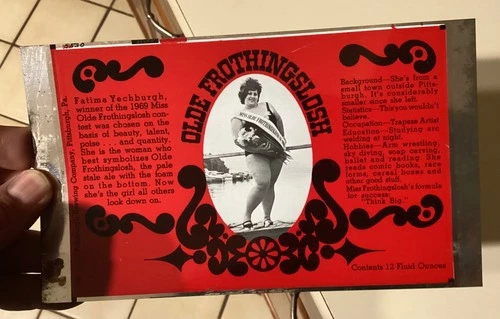 Brewing Company, Pittsburgh, Pa.
Fatima Yechburgh,
winner of the 1969 Miss
Olde Frothingslosh con-
test was chosen on the
basis of beauty, talent,
poise . . . and quantity.
She is the woman who
best symbolizes Olde
Frothingslosh, the pale
stale ale with the foam
on the bottom. Now
she's the girl all others
look down on.
OLDE FROTHINGSLOSH
MISS OLDE FROTHINGSLOSH
Background—She's from a
small town outside Pitts-
burgh. It's considerably
smaller since she left.
Statistics—This you wouldn't
believe.
Occupation—Trapeze Artist
Education—Studying arc
welding at night.
Hobbies—Arm wrestling,
sky diving, soap carving,
ballet and reading. She
reads comic books, race
forms, cereal boxes and
other good stuff.
Miss Frothingslosh's formula
for success:
"Think Big."
Contents 12 Fluid Ounces